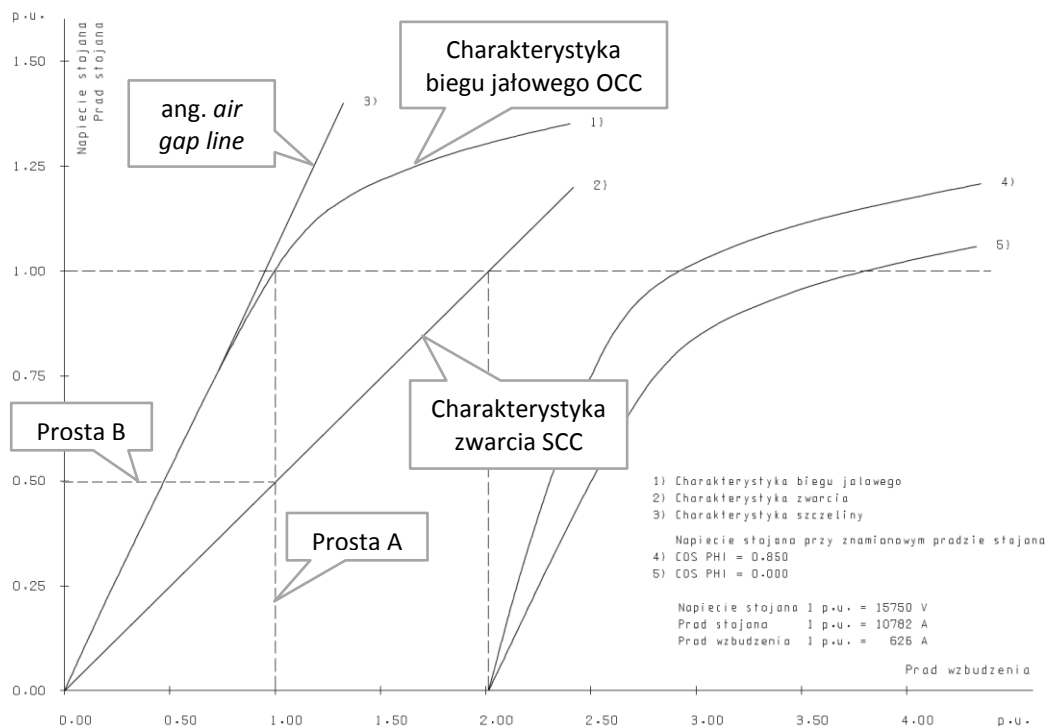 p.u.
Napiecie stojana
Prad stojana
1.50
1.25
1.00
0.75
0.50
0.25
0.00
ang. air
gap line
Charakterystyka
biegu jałowego OCC
3)
1)
2)
4)
5)
Prosta B
Charakterystyka
zwarcia SCC
Prosta A
1) Charakterystyka biegu jalowego
2) Charakterystyka zwarcia
3) Charakterystyka szczeliny
Napiecie stojana przy znamionowym pradzie stojana
4) COS PHI = 0.850
5) COS PHI = 0.000
Napiecie stojana 1 p.u. = 15750 V
Prad stojana 1 p.u. = 10782 A
Prad wzbudzenia 1 p.u. = 626 A
Prad wzbudzenia
0.00 0.50 1.00 1.50 2.00 2.50 3.00 3.50 4.00 p.u.